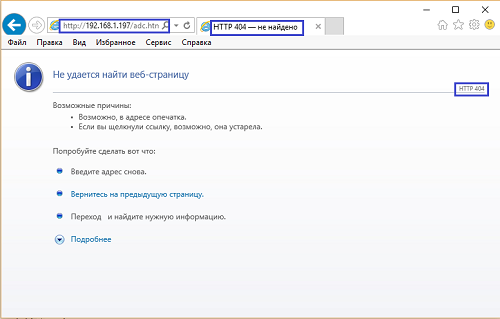 http://192.168.1.197/adc.htn
HTTP 404 — не найдено
Файл Правка Вид Избранное Сервис Справка
Не удается найти веб-страницу
HTTP 404
Возможные причины:
Возможно, в адресе опечатка.
Если вы щелкнули ссылку, возможно, она устарела.
Попробуйте сделать вот что:
Введите адрес снова.
Вернитесь на предыдущую страницу.
Переход и найдите нужную информацию.
Подробнее